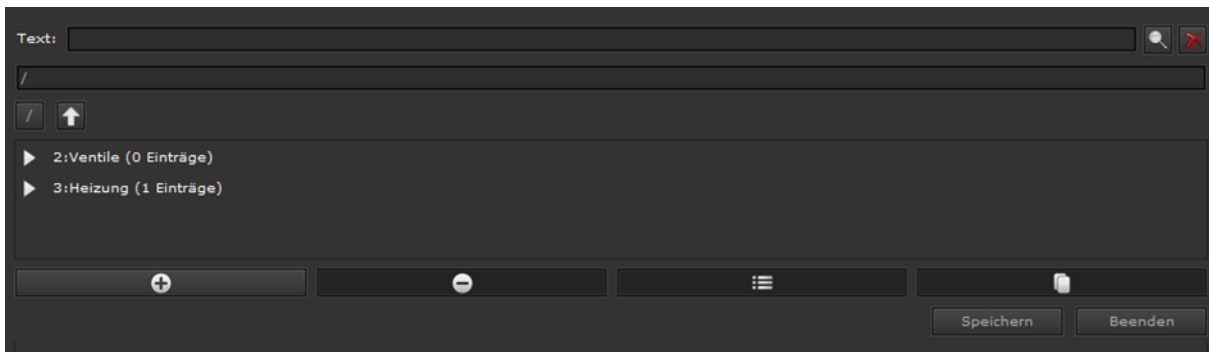 Text:
/
/
2:Ventile (0 Einträge)
3:Heizung (1 Einträge)
Speichern Beenden